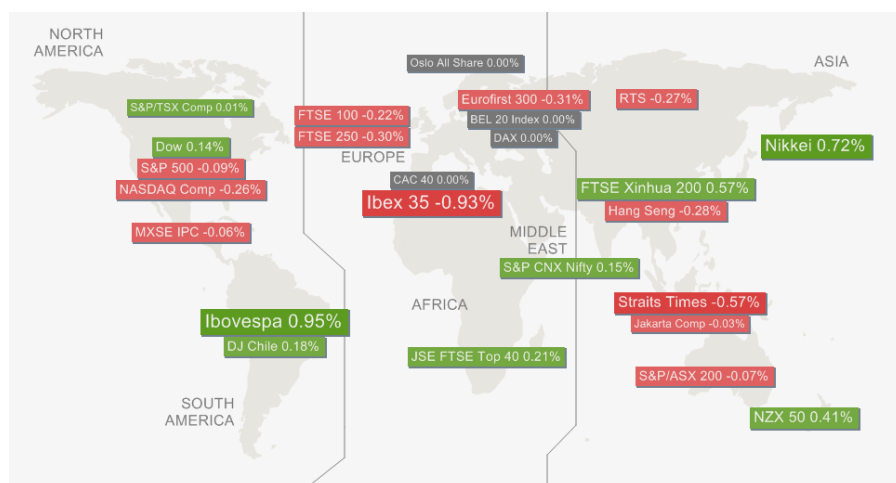 NORTH
AMERICA
Oslo All Share 0.00%
ASIA
S&P/TSX Comp 0.01%
FTSE 100 -0.22%
Eurofirst 300 -0.31%
RTS -0.27%
BEL 20 Index 0.00%
FTSE 250 -0.30%
DAX 0.00%
Dow 0.14%
EUROPE
Nikkei 0.72%
S&P 500 -0.09%
CAC 40 0.00%
NASDAQ Comp -0.26%
Ibex 35 -0.93%
FTSE Xinhua 200 0.57%
Hang Seng -0.28%
MXSE IPC -0.06%
MIDDLE
EAST
S&P CNX Nifty 0.15%
AFRICA
Straits Times -0.57%
Ibovespa 0.95%
Jakarta Comp -0.03%
DJ Chile 0.18%
JSE FTSE Top 40 0.21%
S&P/ASX 200 -0.07%
SOUTH
AMERICA
NZX 50 0.41%